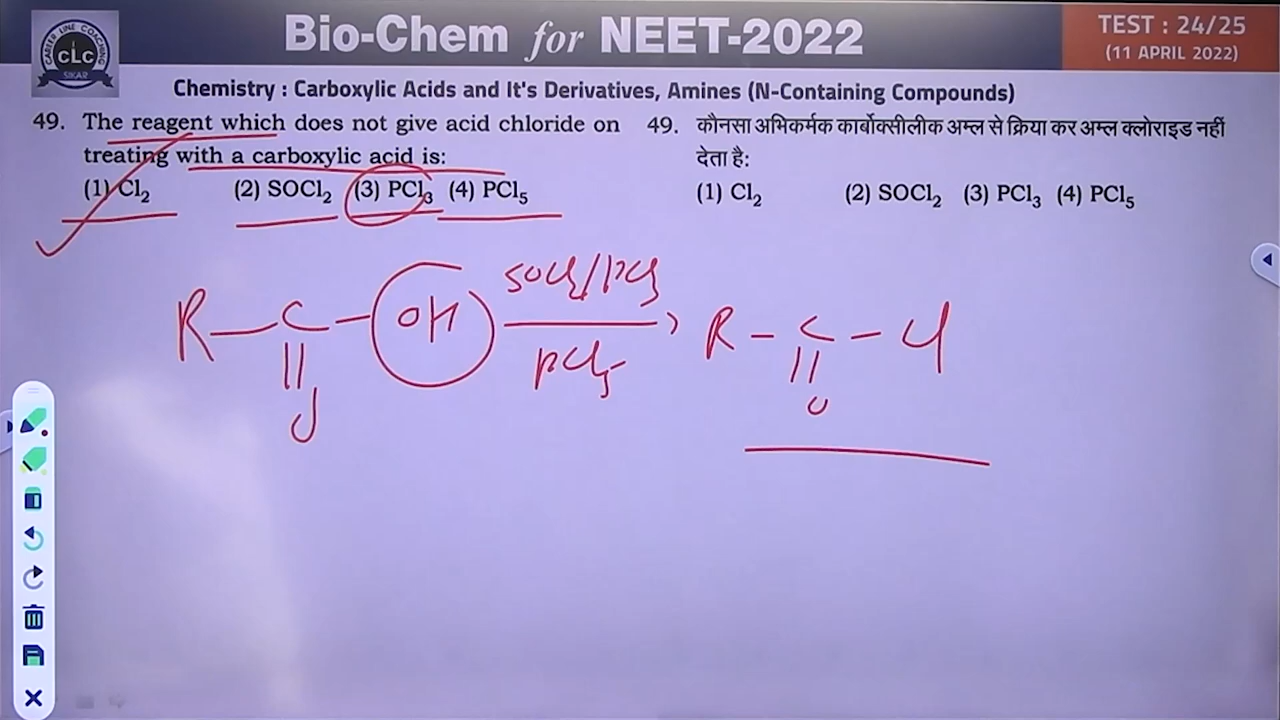 Bio-Chem for NEET-2022
TEST : 24/25
(11 APRIL 2022)
CAREER LINE COACHING
CLC
SIKAR
Chemistry : Carboxylic Acids and It's Derivatives, Amines (N-Containing Compounds)
49. The reagent which does not give acid chloride on
treating with a carboxylic acid is:
(1) Cl₂ (2) SOCl₂ (3) PCl₃ (4) PCl₅
49. कौनसा अभिकर्मक कार्बोक्सीलीक अम्ल से क्रिया कर अम्ल क्लोराइड नहीं
देता है:
(1) Cl₂ (2) SOCl₂ (3) PCl₃ (4) PCl₅
SOCl₂/PCl₃
R — C — OH → R — C — Cl
PCl₅
O O